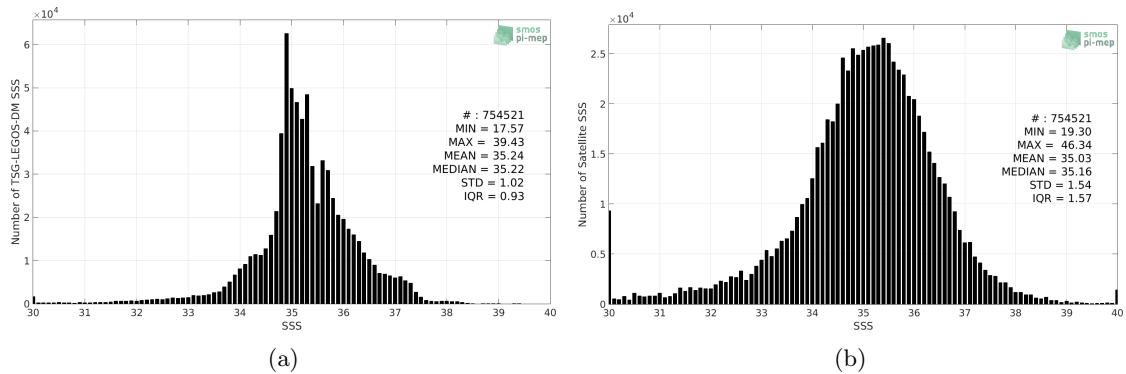 ×10⁴
smos
pi-mep
Number of TSG-LEGOS-DM SSS
6
5
4
3
2
1
0
# : 754521
MIN = 17.57
MAX = 39.43
MEAN = 35.24
MEDIAN = 35.22
STD = 1.02
IQR = 0.93
30 31 32 33 34 35 36 37 38 39 40
SSS
(a)
×10⁴
smos
pi-mep
Number of Satellite SSS
2.5
2
1.5
1
0.5
0
# : 754521
MIN = 19.30
MAX = 46.34
MEAN = 35.03
MEDIAN = 35.16
STD = 1.54
IQR = 1.57
30 31 32 33 34 35 36 37 38 39 40
SSS
(b)